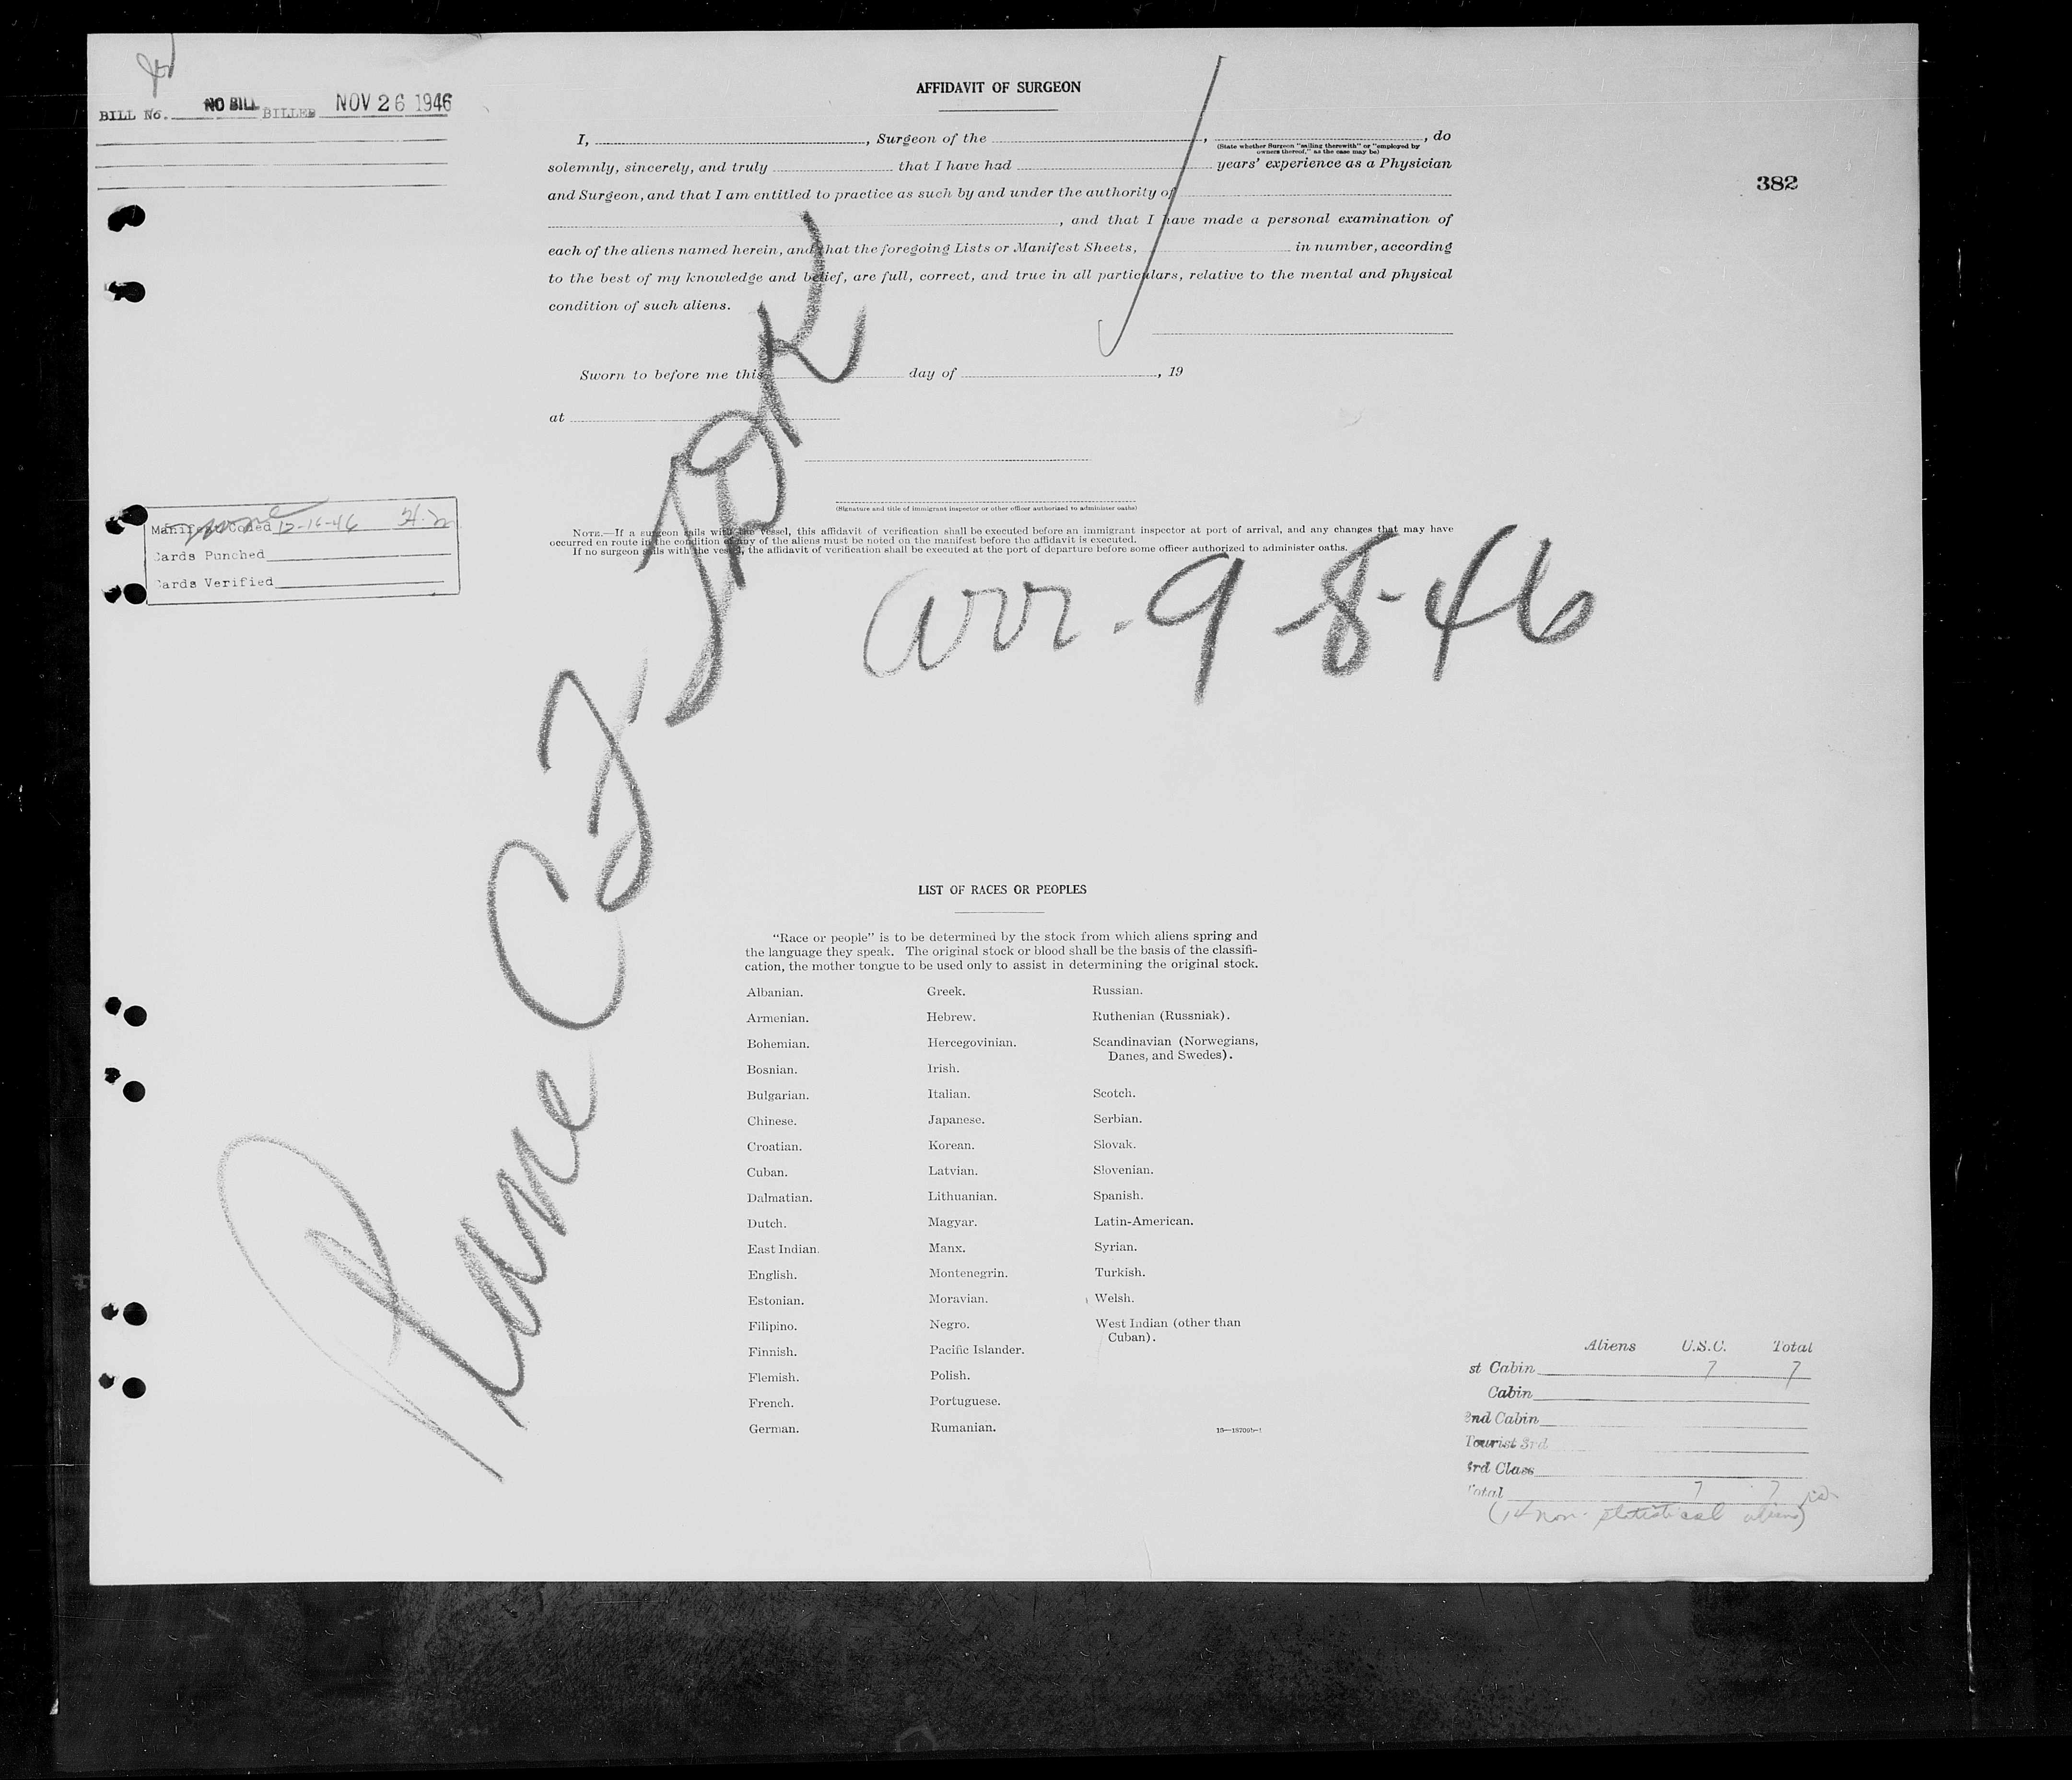 BILL No. NO BILL BILLED NOV 26 1946
382
AFFIDAVIT OF SURGEON
I, , Surgeon of the , , do
(State whether Surgeon "sailing therewith" or "employed by
owners thereof," as the case may be)
solemnly, sincerely, and truly that I have had years' experience as a Physician
and Surgeon, and that I am entitled to practice as such by and under the authority of
, and that I have made a personal examination of
each of the aliens named herein, and that the foregoing Lists or Manifest Sheets, in number, according
to the best of my knowledge and belief, are full, correct, and true in all particulars, relative to the mental and physical
condition of such aliens.
Sworn to before me this day of , 19
at
(Signature and title of immigrant inspector or other officer authorized to administer oaths)
NOTE.—If a surgeon sails with the vessel, this affidavit of verification shall be executed before an immigrant inspector at port of arrival, and any changes that may have
occurred en route in the condition of any of the aliens must be noted on the manifest before the affidavit is executed.
If no surgeon sails with the vessel, the affidavit of verification shall be executed at the port of departure before some officer authorized to administer oaths.
Manifest Coded 12-16-46
none
Cards Punched
Cards Verified
Plane
arr. 9-8-46
LIST OF RACES OR PEOPLES
"Race or people" is to be determined by the stock from which aliens spring and
the language they speak. The original stock or blood shall be the basis of the classifi-
cation, the mother tongue to be used only to assist in determining the original stock.
Albanian.
Armenian.
Bohemian.
Bosnian.
Bulgarian.
Chinese.
Croatian.
Cuban.
Dalmatian.
Dutch.
East Indian.
English.
Estonian.
Filipino.
Finnish.
Flemish.
French.
German.
Greek.
Hebrew.
Hercegovinian.
Irish.
Italian.
Japanese.
Korean.
Latvian.
Lithuanian.
Magyar.
Manx.
Montenegrin.
Moravian.
Negro.
Pacific Islander.
Polish.
Portuguese.
Rumanian.
Russian.
Ruthenian (Russniak).
Scandinavian (Norwegians,
Danes, and Swedes).
Scotch.
Serbian.
Slovak.
Slovenian.
Spanish.
Latin-American.
Syrian.
Turkish.
Welsh.
West Indian (other than
Cuban).
Aliens U.S.C. Total
st Cabin 7 7
Cabin
2nd Cabin
Tourist 3rd
3rd Class
Total 7 7
(14 non-statistical aliens)